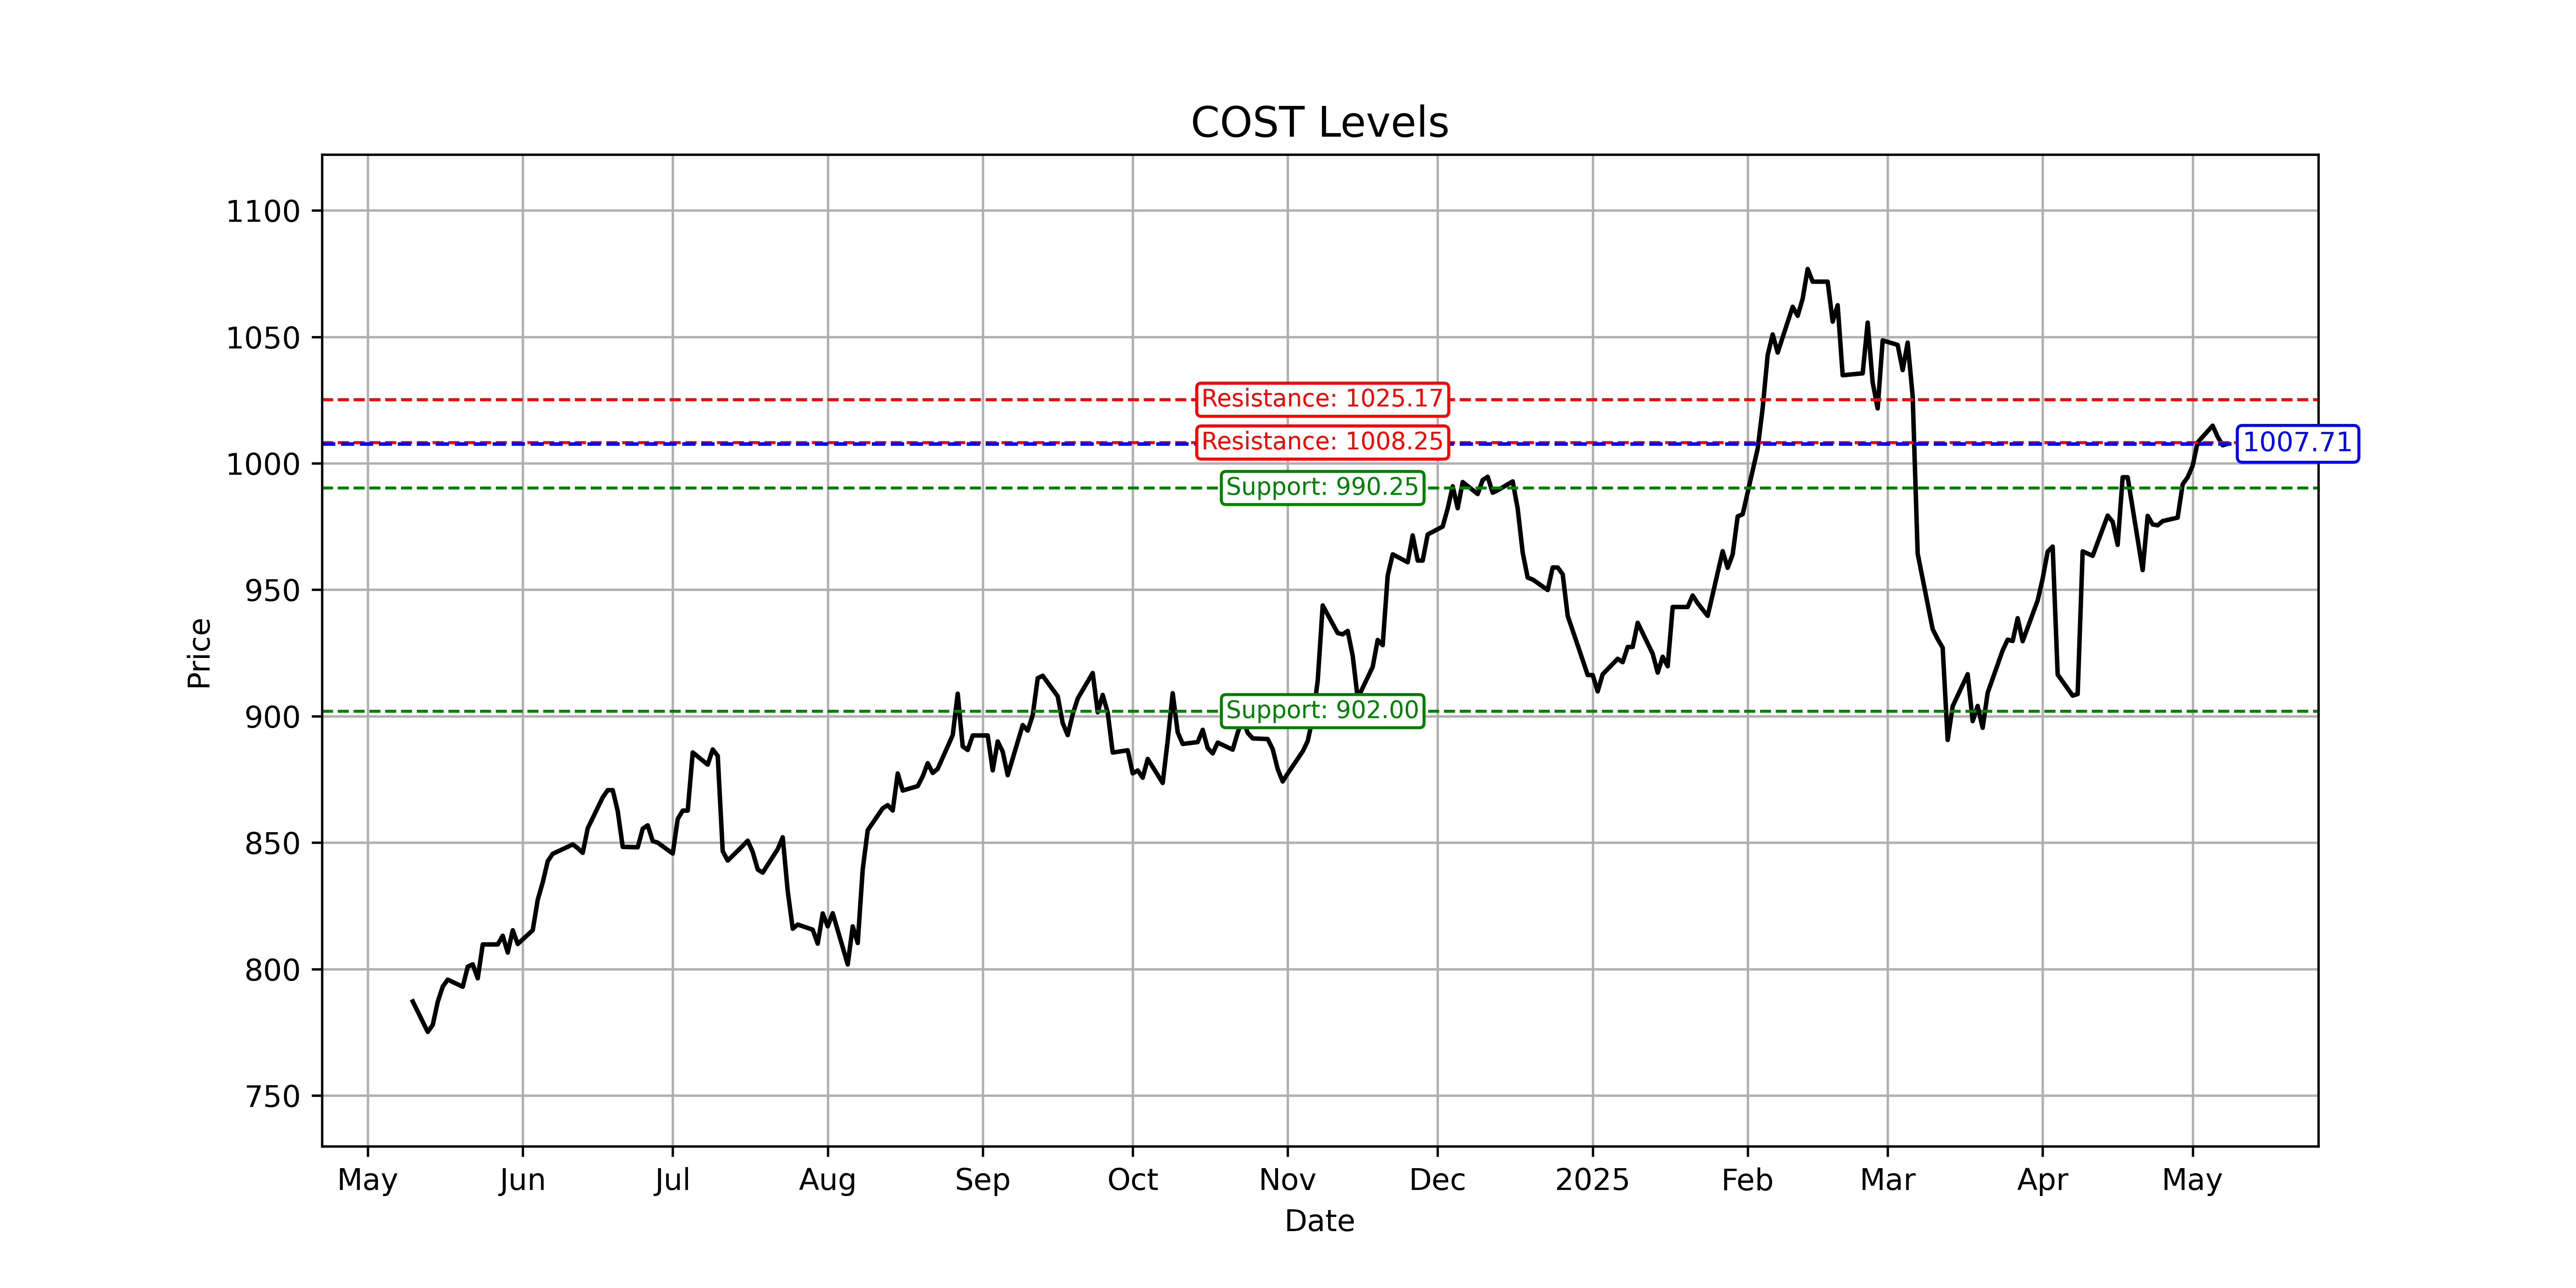 COST Levels
1100
1050
1000
950
900
850
800
750
Price
Resistance: 1025.17
Resistance: 1008.25
1007.71
Support: 990.25
Support: 902.00
May Jun Jul Aug Sep Oct Nov Dec 2025 Feb Mar Apr May
Date